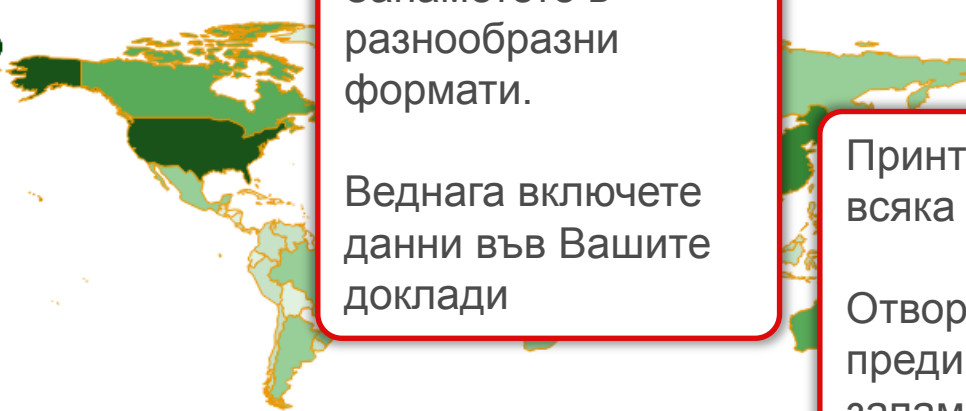 разнообразни
формати.
Веднага включете
данни във Вашите
доклади
Принт
всяка
Отвор
преди